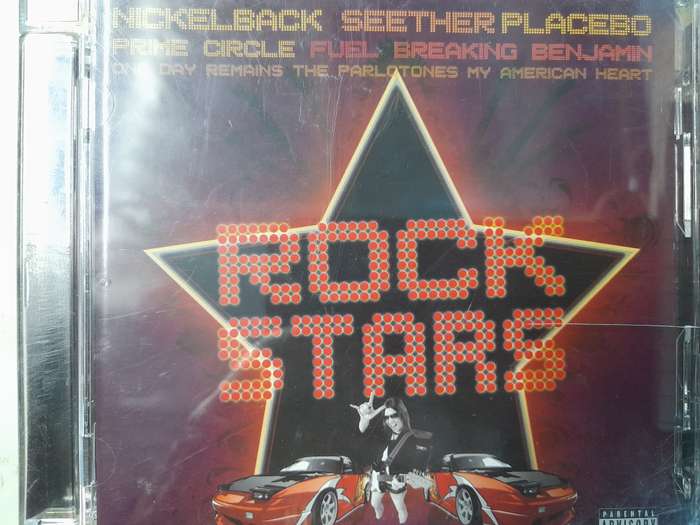 NICKELBACK SEETHER PLACEBO
PRIME CIRCLE FUEL BREAKING BENJAMIN
ONE DAY REMAINS THE PARLOTONES MY AMERICAN HEART
ROCK
STARS
PARENTAL
ADVISORY